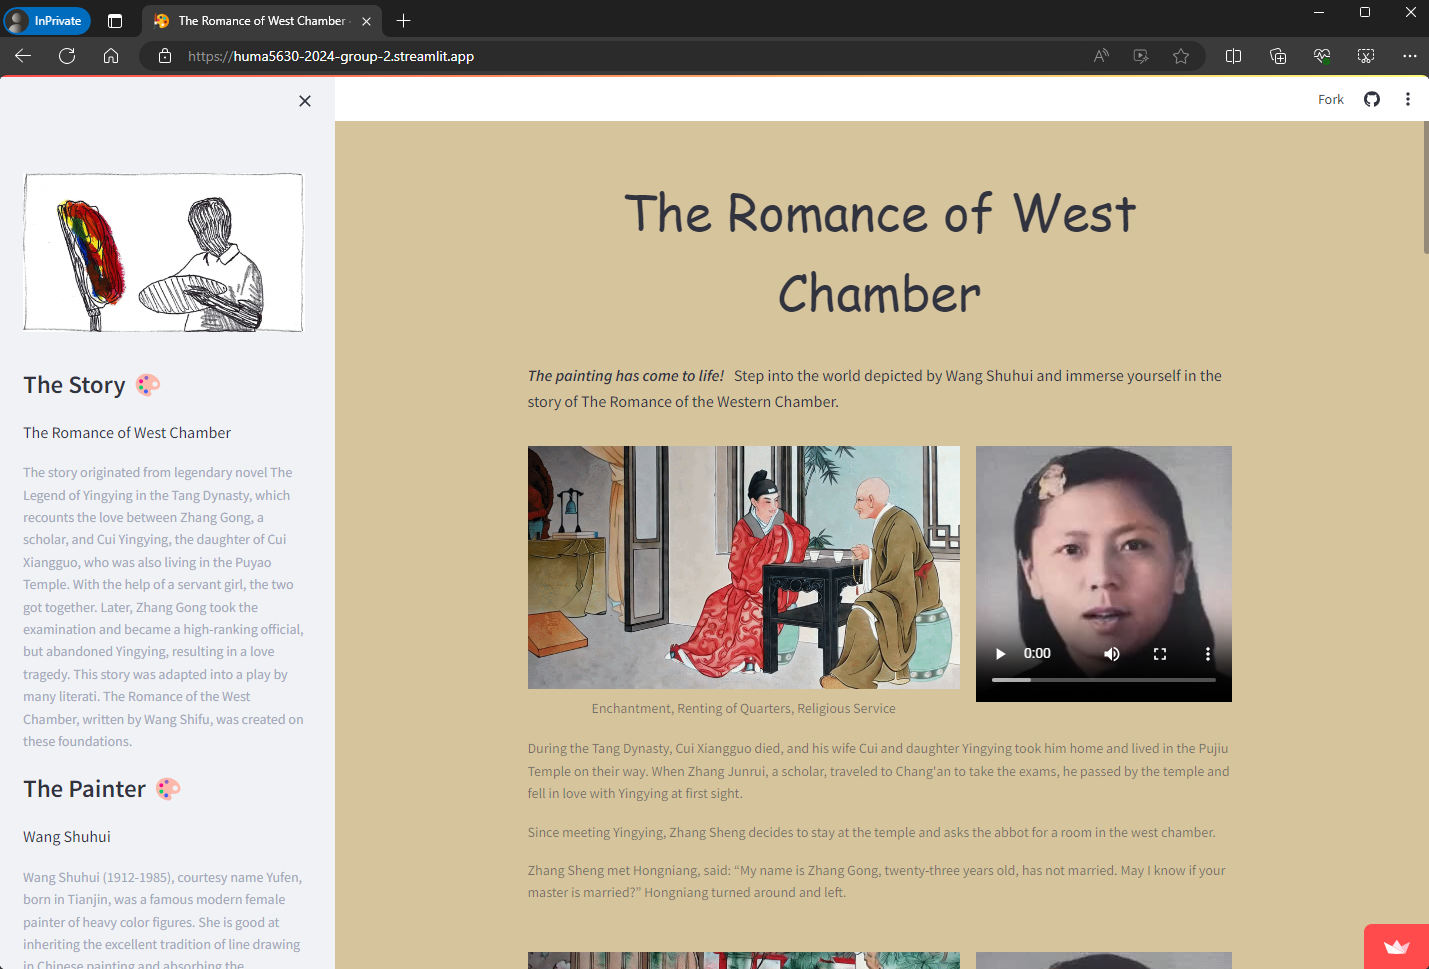 InPrivate
The Romance of West Chamber ·
https://huma5630-2024-group-2.streamlit.app
Fork
The Story
The Romance of West Chamber
The story originated from legendary novel The
Legend of Yingying in the Tang Dynasty, which
recounts the love between Zhang Gong, a
scholar, and Cui Yingying, the daughter of Cui
Xiangguo, who was also living in the Puyao
Temple. With the help of a servant girl, the two
got together. Later, Zhang Gong took the
examination and became a high-ranking official,
but abandoned Yingying, resulting in a love
tragedy. This story was adapted into a play by
many literati. The Romance of the West
Chamber, written by Wang Shifu, was created on
these foundations.
The Painter
Wang Shuhui
Wang Shuhui (1912-1985), courtesy name Yufen,
born in Tianjin, was a famous modern female
painter of heavy color figures. She is good at
inheriting the excellent tradition of line drawing
in Chinese painting and absorbing the
The Romance of West
Chamber
The painting has come to life! Step into the world depicted by Wang Shuhui and immerse yourself in the
story of The Romance of the Western Chamber.
0:00
Enchantment, Renting of Quarters, Religious Service
During the Tang Dynasty, Cui Xiangguo died, and his wife Cui and daughter Yingying took him home and lived in the Pujiu
Temple on their way. When Zhang Junrui, a scholar, traveled to Chang'an to take the exams, he passed by the temple and
fell in love with Yingying at first sight.
Since meeting Yingying, Zhang Sheng decides to stay at the temple and asks the abbot for a room in the west chamber.
Zhang Sheng met Hongniang, said: “My name is Zhang Gong, twenty-three years old, has not married. May I know if your
master is married?” Hongniang turned around and left.